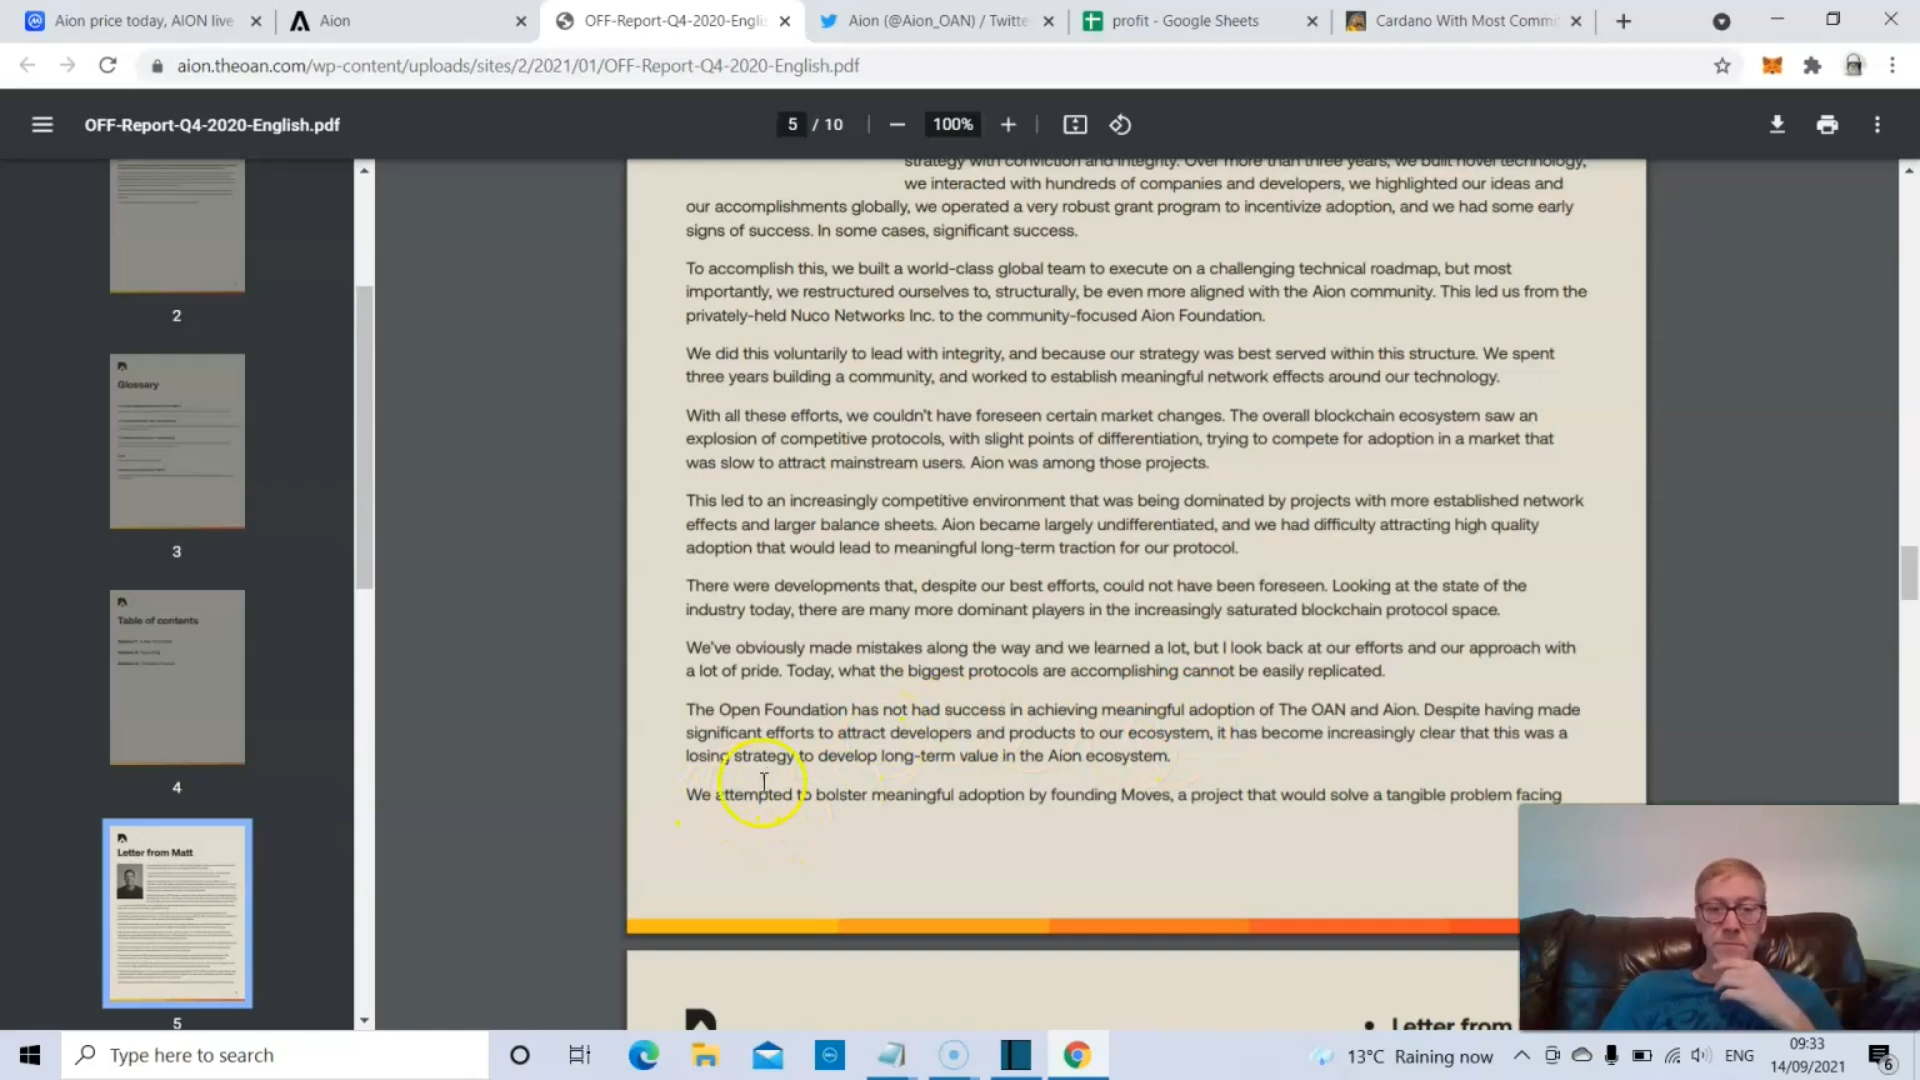 Aion price today, AION live
Aion
OFF-Report-Q4-2020-Engli
Aion (@Aion_OAN) / Twitte
profit - Google Sheets
Cardano With Most Comm
aion.theoan.com/wp-content/uploads/sites/2/2021/01/OFF-Report-Q4-2020-English.pdf
OFF-Report-Q4-2020-English.pdf
5 / 10
100%
2
Glossary
3
Table of contents
4
Letter from Matt
5
strategy with conviction and integrity. Over more than three years, we built novel technology,
we interacted with hundreds of companies and developers, we highlighted our ideas and
our accomplishments globally, we operated a very robust grant program to incentivize adoption, and we had some early
signs of success. In some cases, significant success.
To accomplish this, we built a world-class global team to execute on a challenging technical roadmap, but most
importantly, we restructured ourselves to, structurally, be even more aligned with the Aion community. This led us from the
privately-held Nuco Networks Inc. to the community-focused Aion Foundation.
We did this voluntarily to lead with integrity, and because our strategy was best served within this structure. We spent
three years building a community, and worked to establish meaningful network effects around our technology.
With all these efforts, we couldn't have foreseen certain market changes. The overall blockchain ecosystem saw an
explosion of competitive protocols, with slight points of differentiation, trying to compete for adoption in a market that
was slow to attract mainstream users. Aion was among those projects.
This led to an increasingly competitive environment that was being dominated by projects with more established network
effects and larger balance sheets. Aion became largely undifferentiated, and we had difficulty attracting high quality
adoption that would lead to meaningful long-term traction for our protocol.
There were developments that, despite our best efforts, could not have been foreseen. Looking at the state of the
industry today, there are many more dominant players in the increasingly saturated blockchain protocol space.
We've obviously made mistakes along the way and we learned a lot, but I look back at our efforts and our approach with
a lot of pride. Today, what the biggest protocols are accomplishing cannot be easily replicated.
The Open Foundation has not had success in achieving meaningful adoption of The OAN and Aion. Despite having made
significant efforts to attract developers and products to our ecosystem, it has become increasingly clear that this was a
losing strategy to develop long-term value in the Aion ecosystem.
We attempted to bolster meaningful adoption by founding Moves, a project that would solve a tangible problem facing
• Letter from
Type here to search
13°C Raining now
ENG
09:33
14/09/2021
6